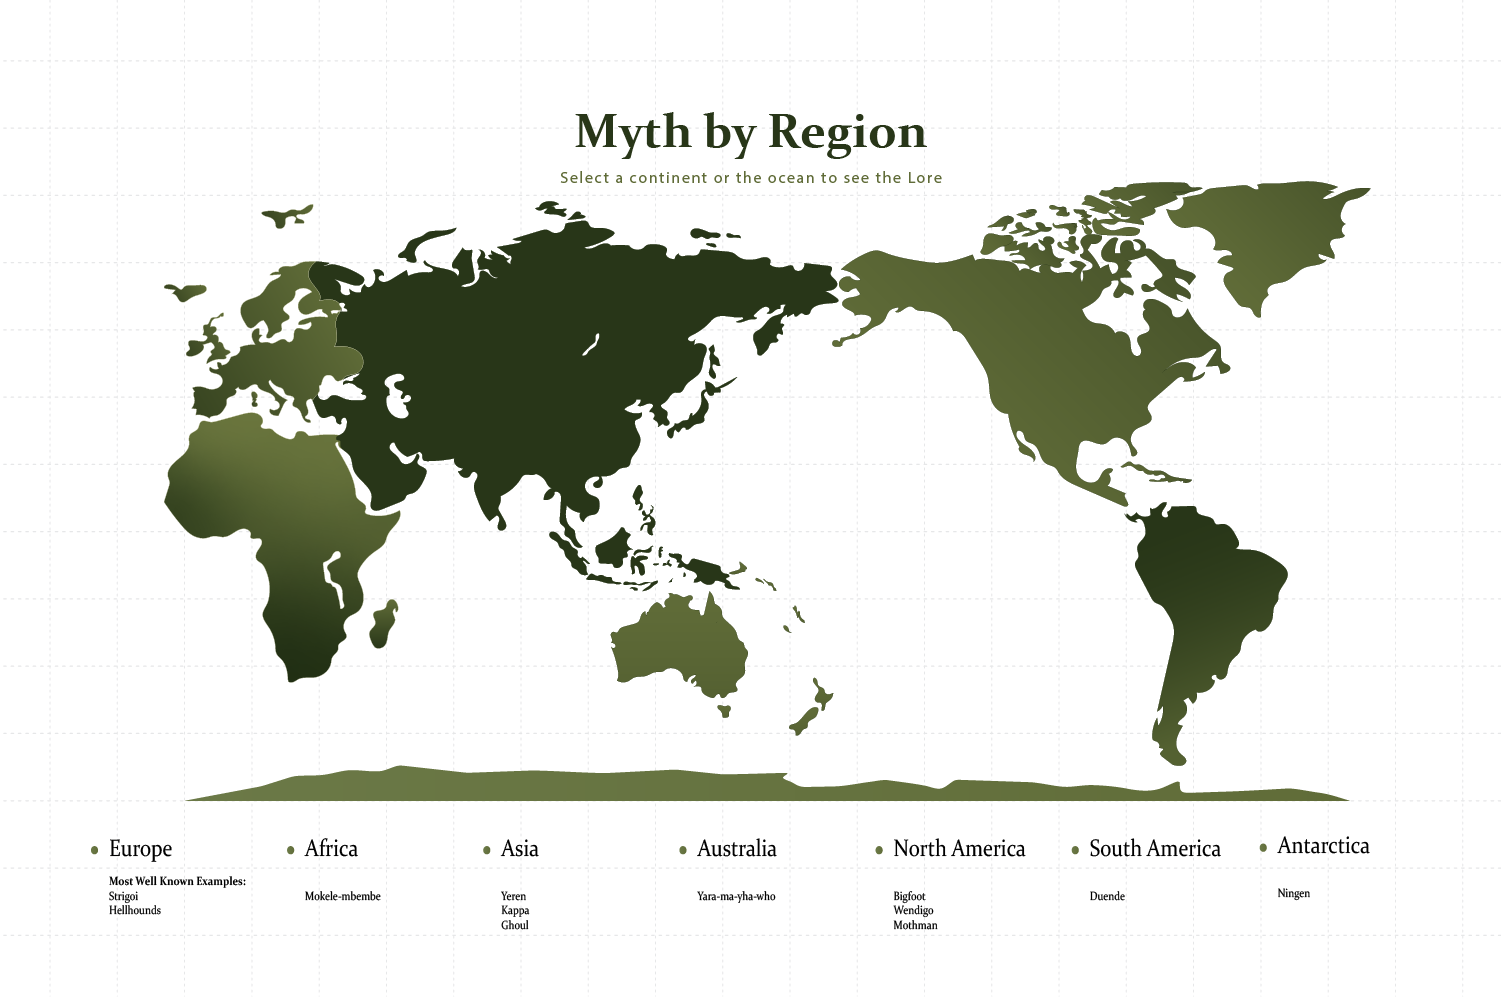 Myth by Region
Select a continent or the ocean to see the Lore
Europe
Most Well Known Examples:
Strigoi
Hellhounds
Africa
Mokele-mbembe
Asia
Yeren
Kappa
Ghoul
Australia
Yara-ma-yha-who
North America
Bigfoot
Wendigo
Mothman
South America
Duende
Antarctica
Ningen